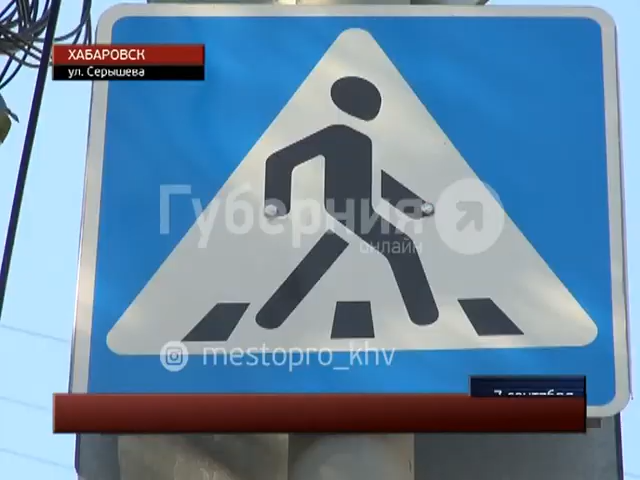 ХАБАРОВСК
ул. Серышева
Губерния
онлайн
mestopro_khv